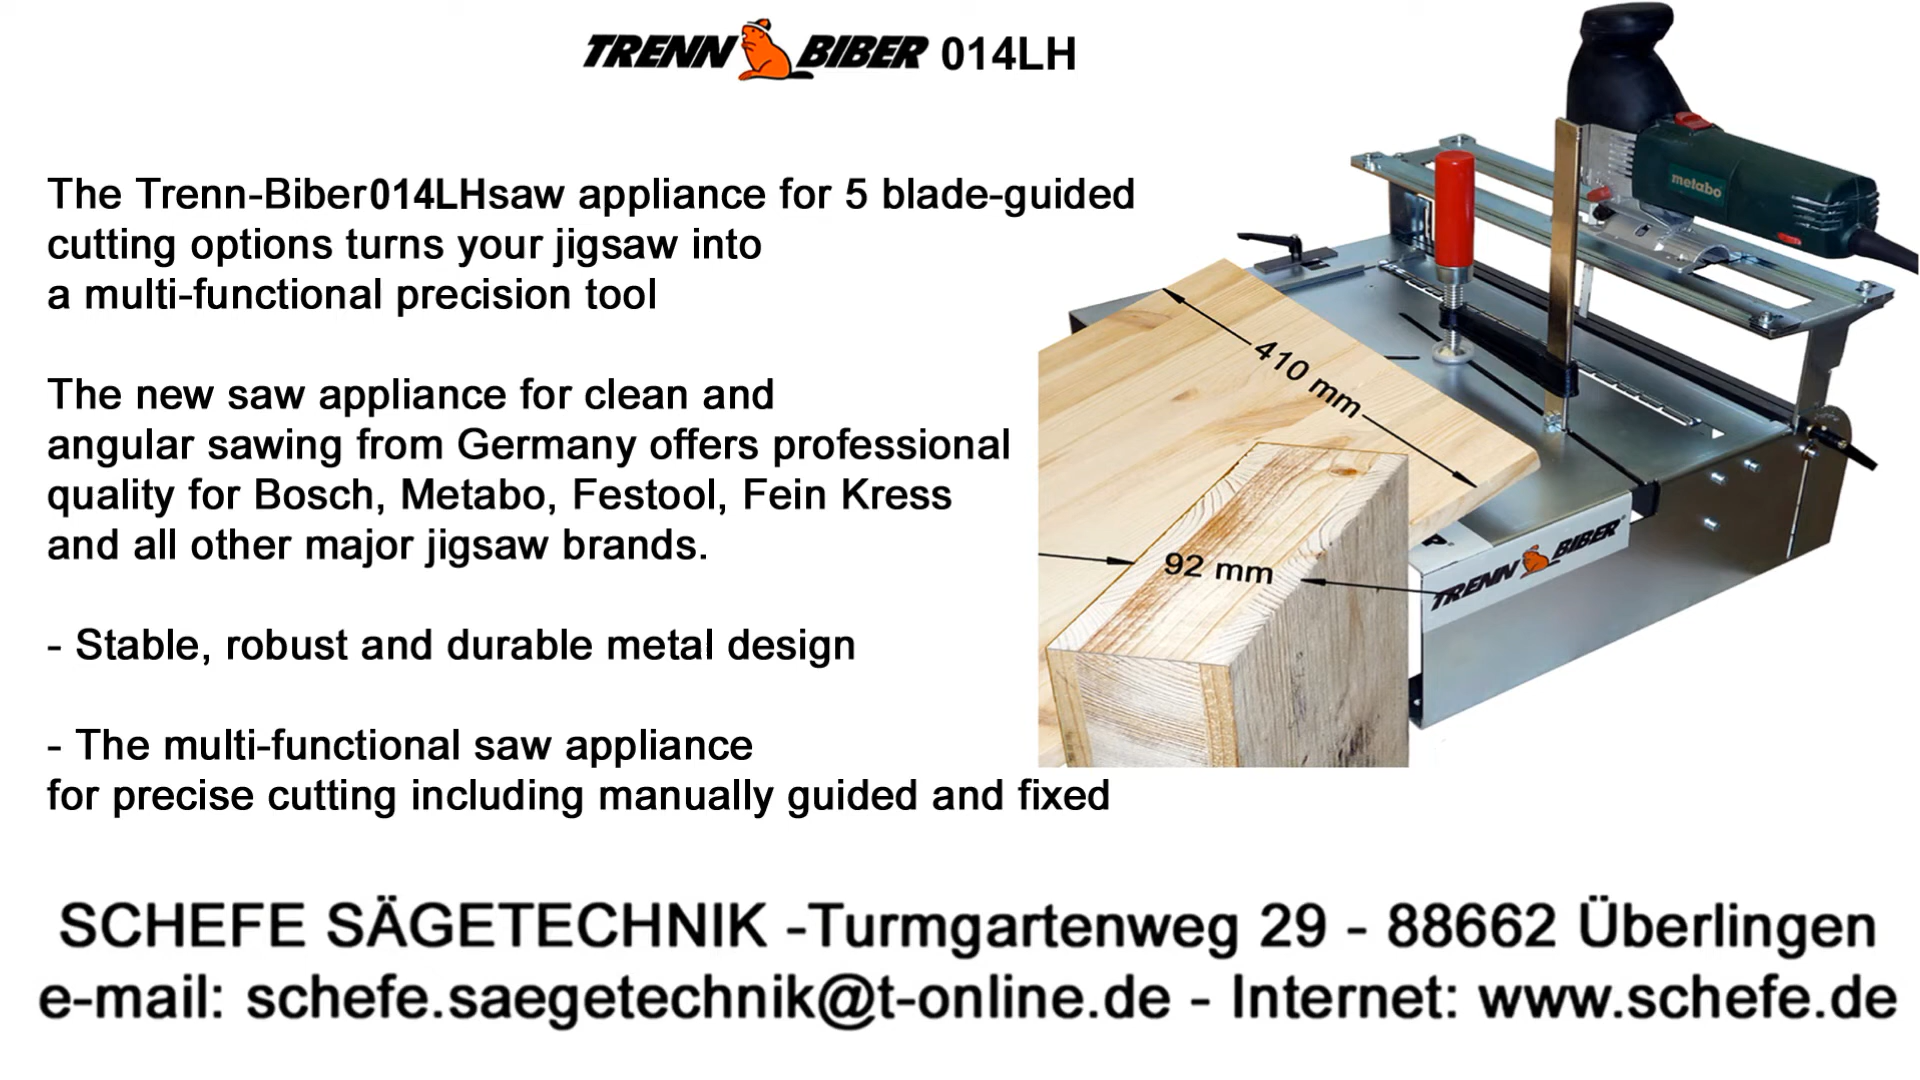 TRENN BIBER 014LH
The Trenn-Biber014LHsaw appliance for 5 blade-guided
cutting options turns your jigsaw into
a multi-functional precision tool
The new saw appliance for clean and
angular sawing from Germany offers professional
quality for Bosch, Metabo, Festool, Fein Kress
and all other major jigsaw brands.
- Stable, robust and durable metal design
- The multi-functional saw appliance
for precise cutting including manually guided and fixed
metabo
410 mm
92 mm
TRENN BIBER
SCHEFE SÄGETECHNIK -Turmgartenweg 29 - 88662 Überlingen
e-mail: schefe.saegetechnik@t-online.de - Internet: www.schefe.de